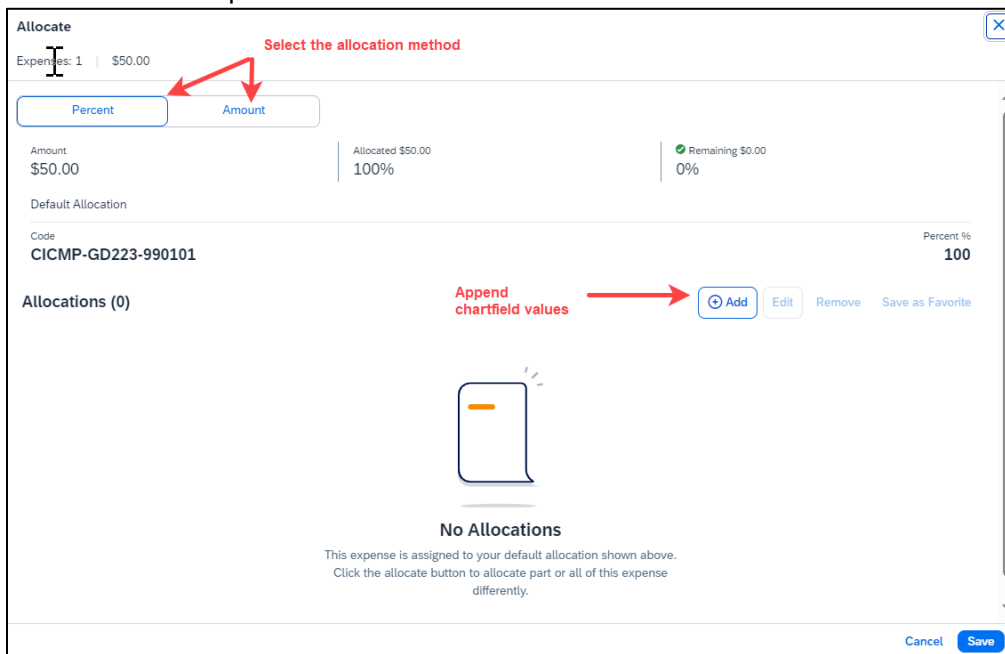 Allocate
Select the allocation method
Expenses: 1 | $50.00
Percent
Amount
Amount
$50.00
Allocated $50.00
100%
Remaining $0.00
0%
Default Allocation
Code
CICMP-GD223-990101
Percent %
100
Allocations (0)
Append
chartfield values
Add
Edit
Remove
Save as Favorite
No Allocations
This expense is assigned to your default allocation shown above.
Click the allocate button to allocate part or all of this expense
differently.
Cancel
Save